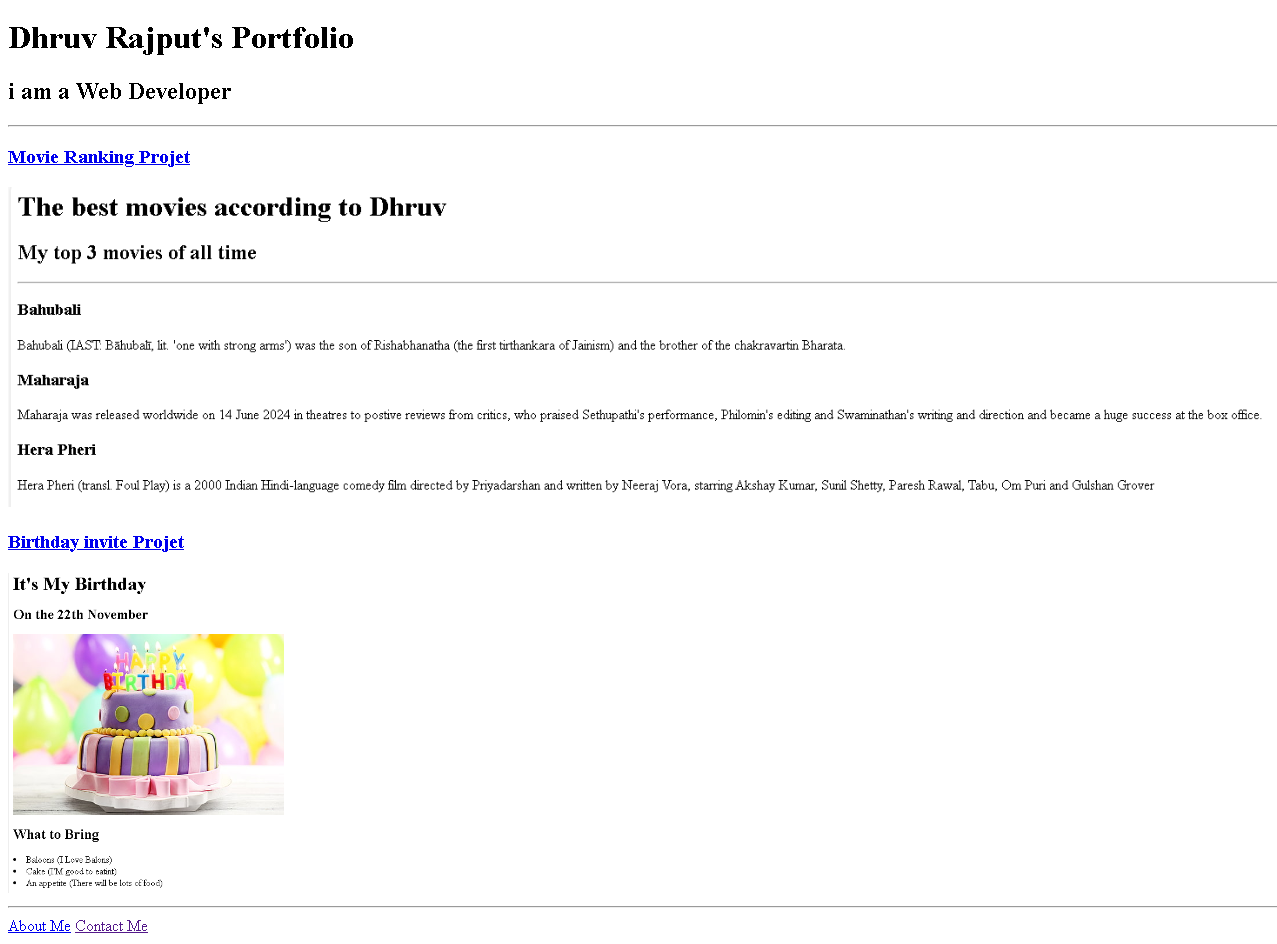 Dhruv Rajput's Portfolio
i am a Web Developer
Movie Ranking Projet
The best movies according to Dhruv
My top 3 movies of all time
Bahubali
Bahubali (IAST: Bāhubalī, lit. 'one with strong arms') was the son of Rishabhanatha (the first tirthankara of Jainism) and the brother of the chakravartin Bharata.
Maharaja
Maharaja was released worldwide on 14 June 2024 in theatres to postive reviews from critics, who praised Sethupathi's performance, Philomin's editing and Swaminathan's writing and direction and became a huge success at the box office.
Hera Pheri
Hera Pheri (transl. Foul Play) is a 2000 Indian Hindi-language comedy film directed by Priyadarshan and written by Neeraj Vora, starring Akshay Kumar, Sunil Shetty, Paresh Rawal, Tabu, Om Puri and Gulshan Grover
Birthday invite Projet
It's My Birthday
On the 22th November
HAPPY
BIRTHDAY
What to Bring
Baloons (I Love Balons)
Cake (I'M good to eatint)
An appetite (There will be lots of food)
About Me Contact Me